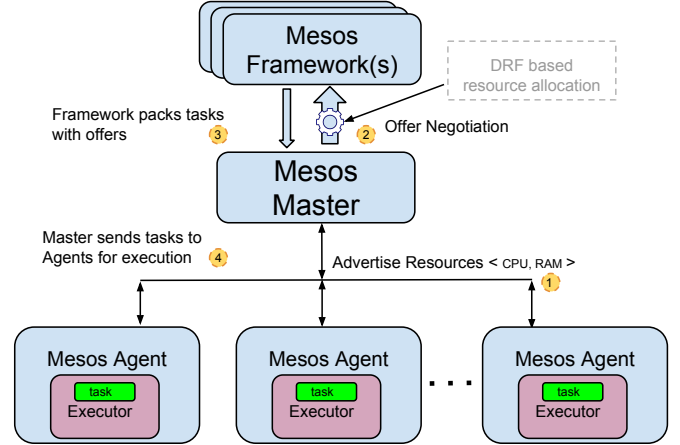 Mesos
Framework(s)
DRF based
resource allocation
Framework packs tasks
with offers
3
2
Offer Negotiation
Mesos
Master
Master sends tasks to
Agents for execution
4
Advertise Resources < CPU, RAM >
1
Mesos Agent
task
Executor
Mesos Agent
task
Executor
. . .
Mesos Agent
task
Executor